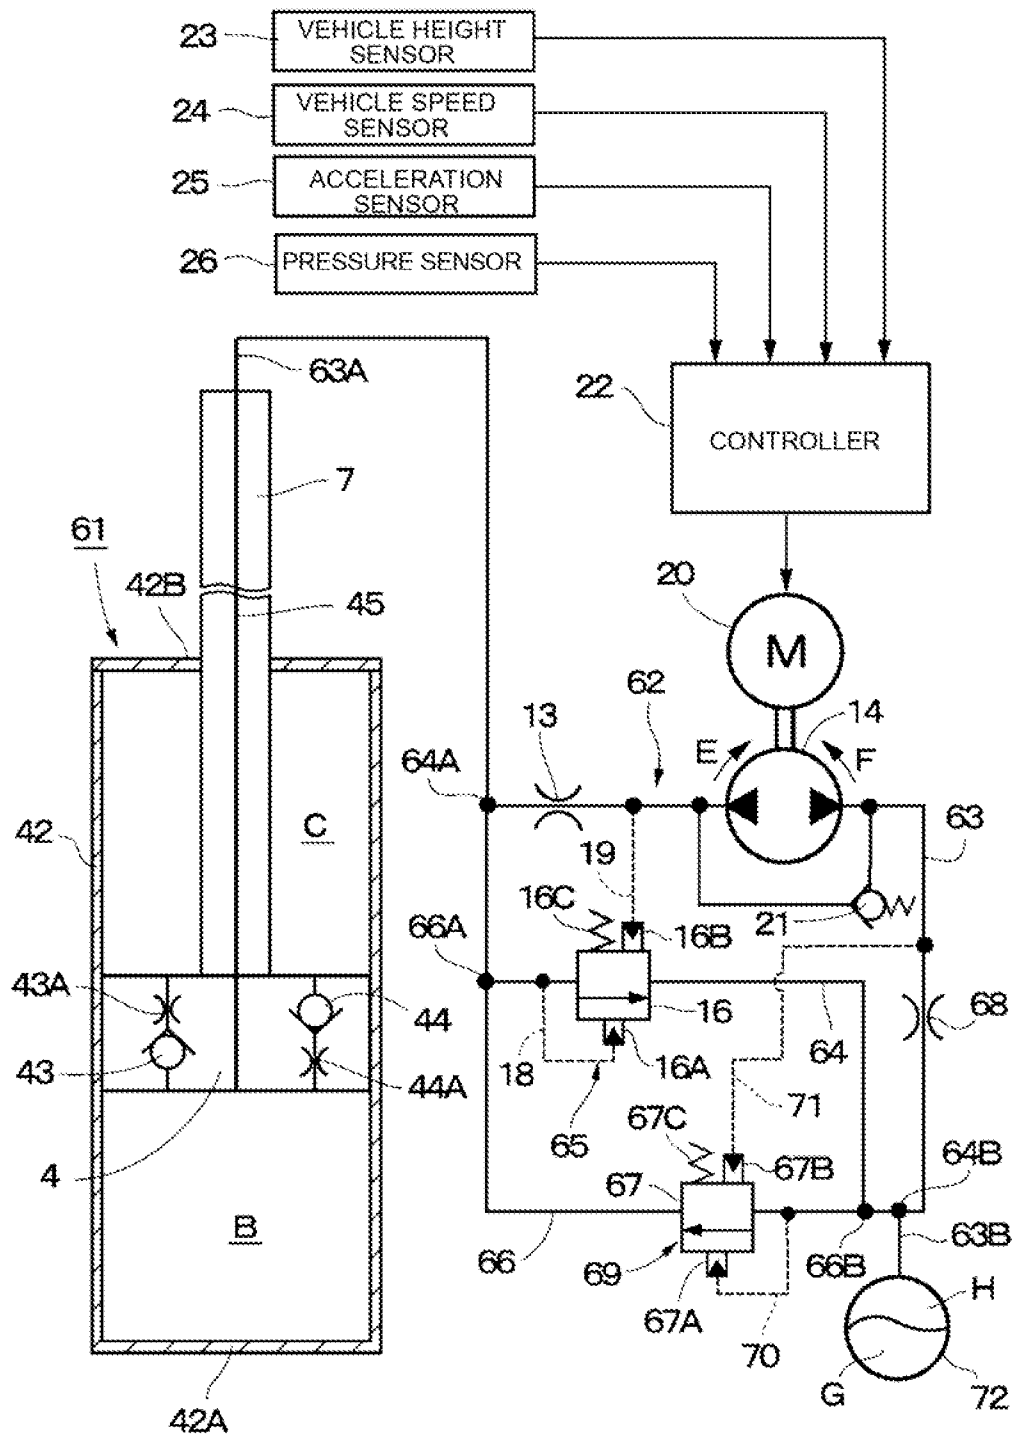 23
VEHICLE HEIGHT
SENSOR
24
VEHICLE SPEED
SENSOR
25
ACCELERATION
SENSOR
26
PRESSURE SENSOR
63A
22
CONTROLLER
7
61
42B
45
20
M
62
13
14
E
F
64A
42
C
63
19
16C
16B
21
66A
43A
44
16
64
68
18
16A
43
44A
71
65
67C
4
67
67B
64B
B
66
69
66B
63B
67A
H
70
G
72
42A